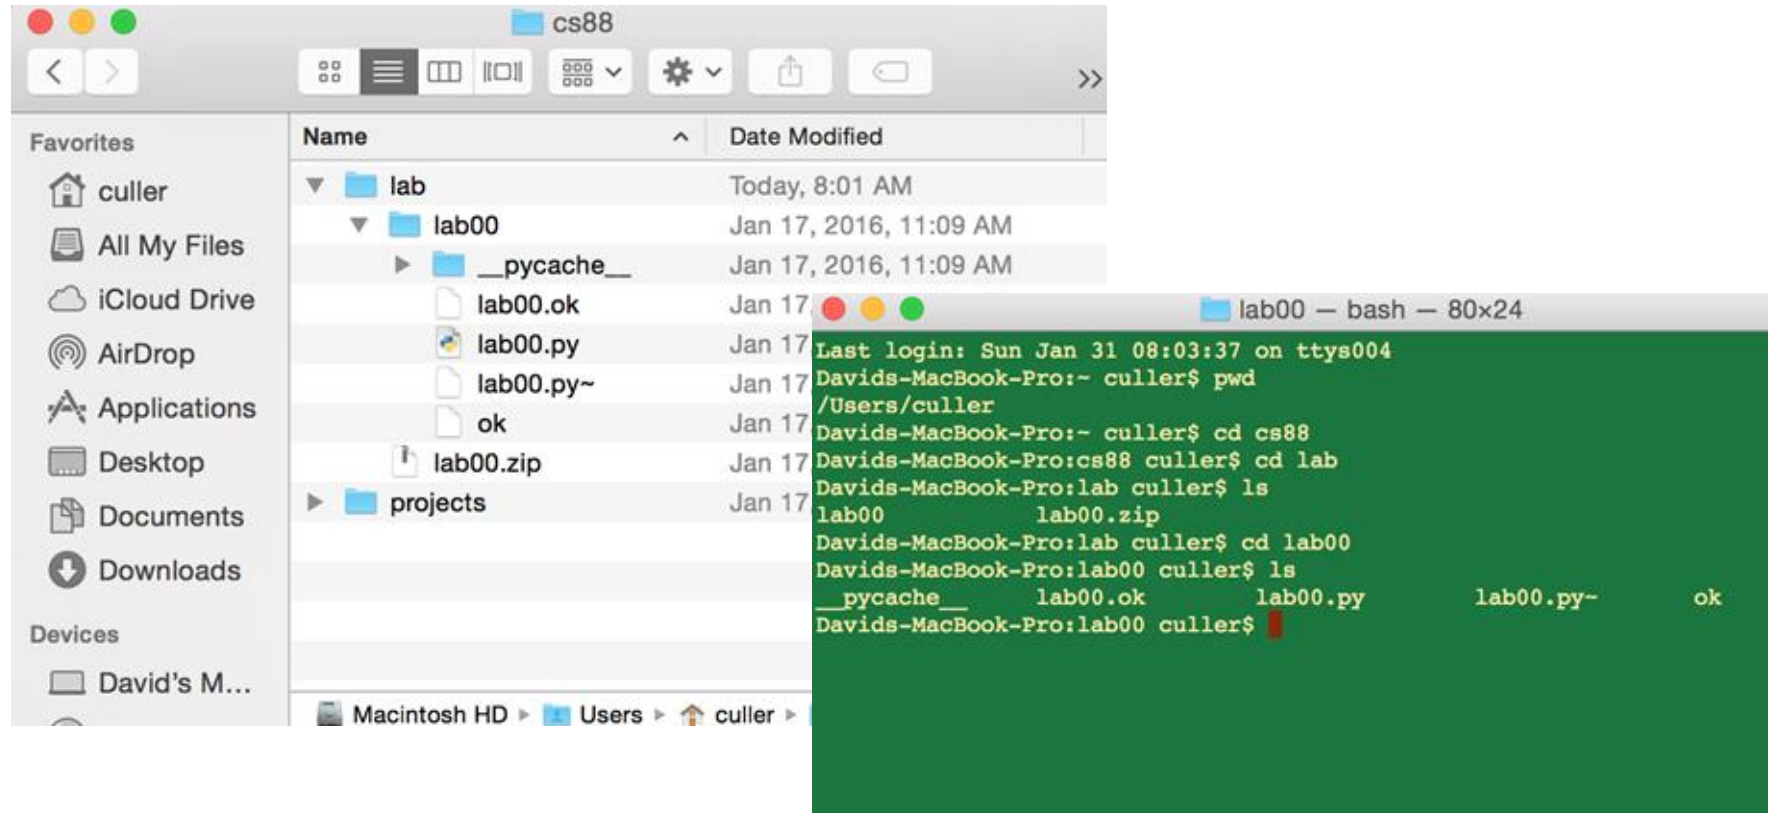 cs88
Favorites
culler
All My Files
iCloud Drive
AirDrop
Applications
Desktop
Documents
Downloads
Devices
David's M...
Name Date Modified
lab Today, 8:01 AM
lab00 Jan 17, 2016, 11:09 AM
__pycache__ Jan 17, 2016, 11:09 AM
lab00.ok Jan 17,
lab00.py Jan 17
lab00.py~ Jan 17
ok Jan 17,
lab00.zip Jan 17
projects Jan 17
Macintosh HD Users culler
lab00 — bash — 80×24
Last login: Sun Jan 31 08:03:37 on ttys004
Davids-MacBook-Pro:~ culler$ pwd
/Users/culler
Davids-MacBook-Pro:~ culler$ cd cs88
Davids-MacBook-Pro:cs88 culler$ cd lab
Davids-MacBook-Pro:lab culler$ ls
lab00 lab00.zip
Davids-MacBook-Pro:lab culler$ cd lab00
Davids-MacBook-Pro:lab00 culler$ ls
__pycache__ lab00.ok lab00.py lab00.py~ ok
Davids-MacBook-Pro:lab00 culler$